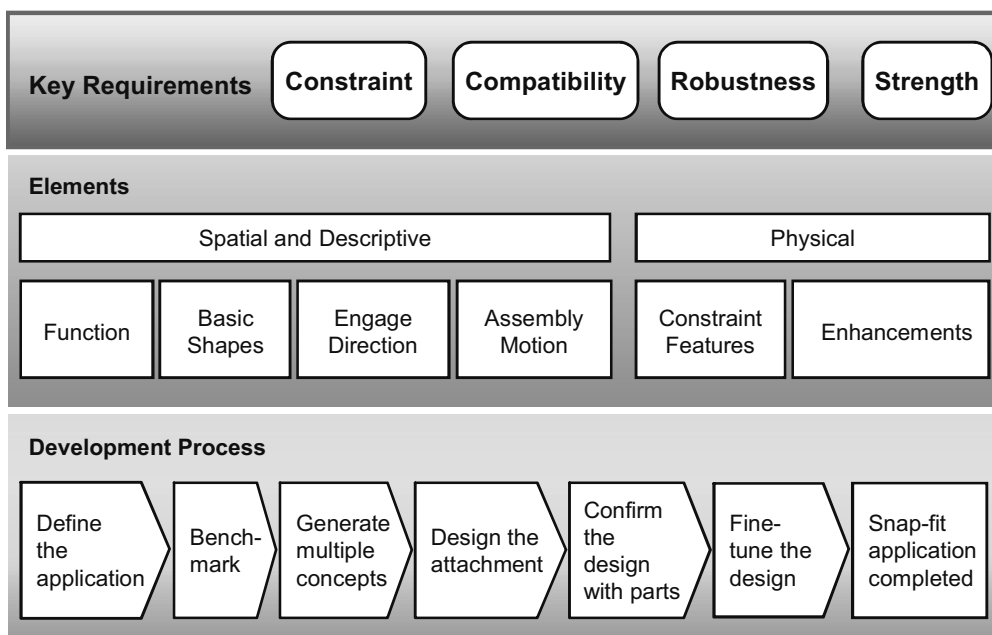 Key Requirements Constraint Compatibility Robustness Strength
Elements
Spatial and Descriptive
Physical
Function
Basic
Shapes
Engage
Direction
Assembly
Motion
Constraint
Features
Enhancements
Development Process
Define
the
application
Bench-
mark
Generate
multiple
concepts
Design the
attachment
Confirm
the
design
with parts
Fine-
tune the
design
Snap-fit
application
completed